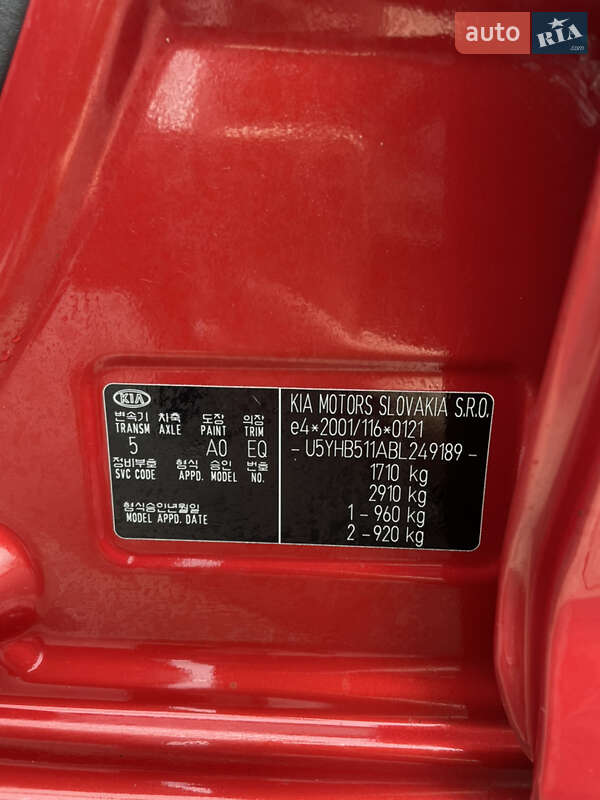 auto RIA .com
KIA
변속기 차축 도장 의장
TRANSM AXLE PAINT TRIM
5 A0 EQ
정비부호 형식 승인 번호
SVC CODE APPD. MODEL NO.
형식승인년월일
MODEL APPD. DATE
KIA MOTORS SLOVAKIA S.R.O.
e4*2001/116*0121
- U5YHB511ABL249189 -
1710 kg
2910 kg
1 - 960 kg
2 - 920 kg